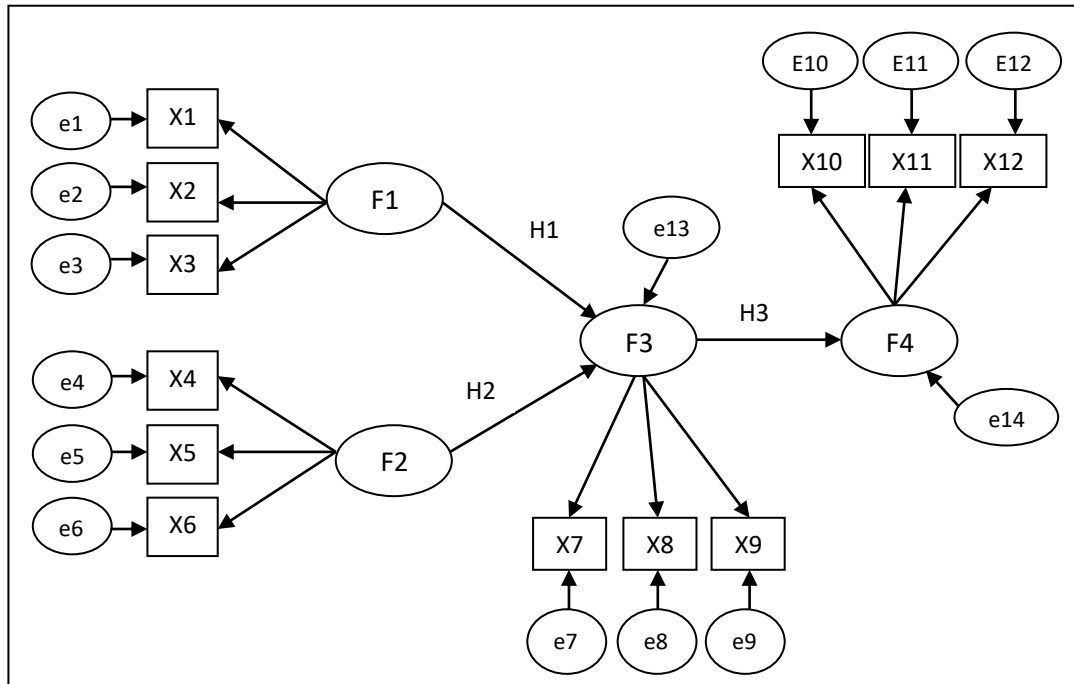 E10 E11 E12
e1 X1
X10 X11 X12
e2 X2
F1
e13
H1
e3 X3
H3
F3 F4
e4 X4
H2
e14
e5 X5
F2
e6 X6
X7 X8 X9
e7 e8 e9